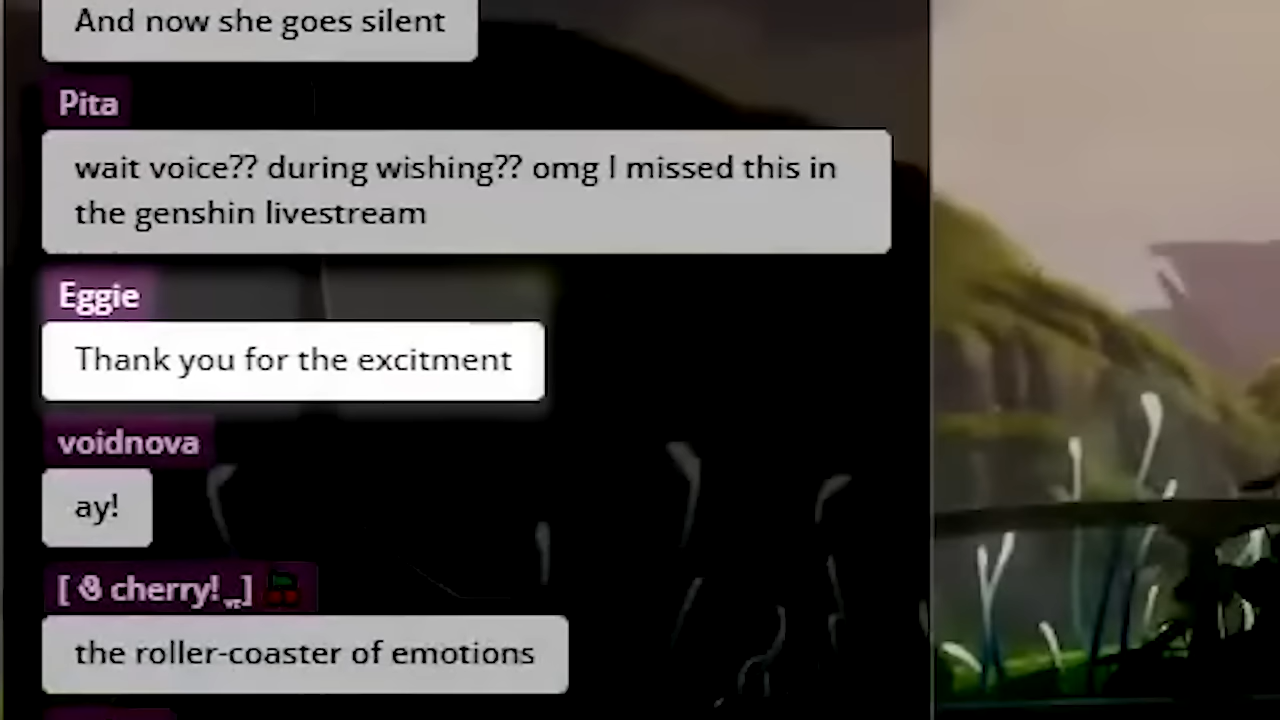 And now she goes silent
Pita
wait voice?? during wishing?? omg I missed this in
the genshin livestream
Eggie
Thank you for the excitment
voidnova
ay!
[ cherry! ]
the roller-coaster of emotions